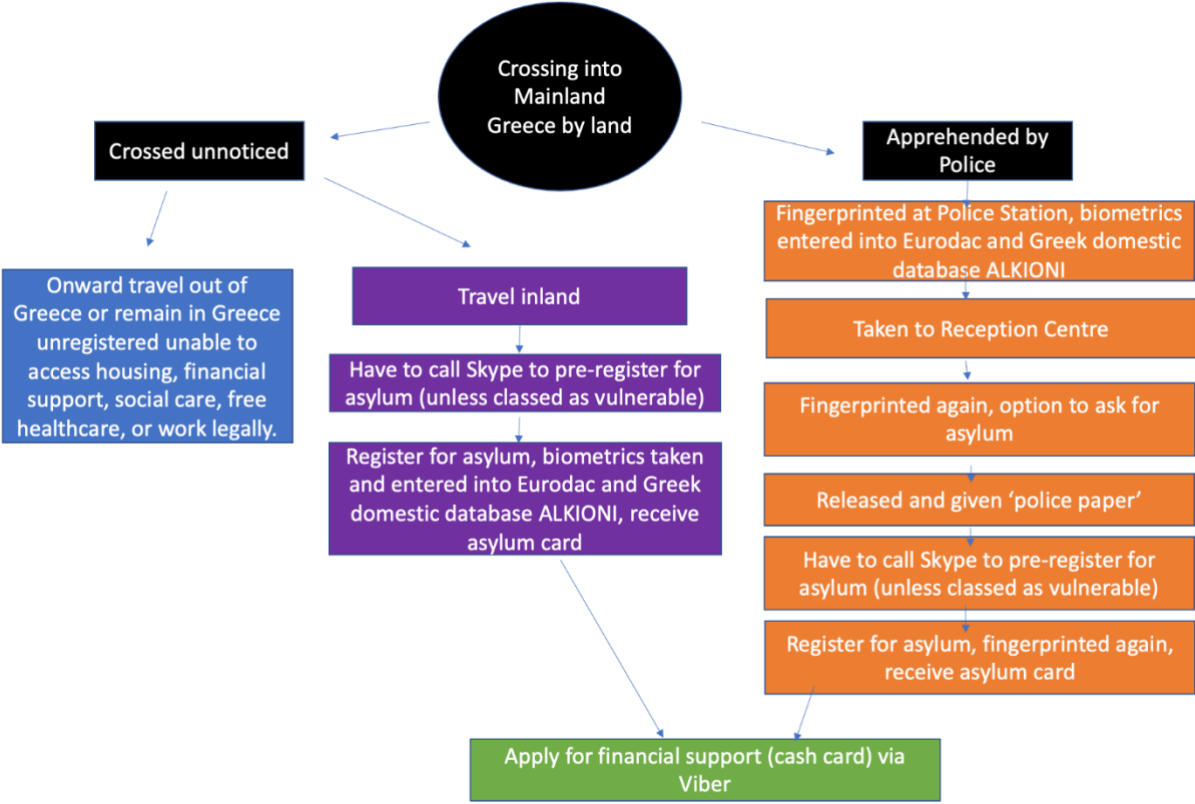 Crossing into
Mainland
Greece by land
Crossed unnoticed
Apprehended by
Police
Onward travel out of
Greece or remain in Greece
unregistered unable to
access housing, financial
support, social care, free
healthcare, or work legally.
Travel inland
Have to call Skype to pre-register for
asylum (unless classed as vulnerable)
Register for asylum, biometrics taken
and entered into Eurodac and Greek
domestic database ALKIONI, receive
asylum card
Fingerprinted at Police Station, biometrics
entered into Eurodac and Greek domestic
database ALKIONI
Taken to Reception Centre
Fingerprinted again, option to ask for
asylum
Released and given ‘police paper’
Have to call Skype to pre-register for
asylum (unless classed as vulnerable)
Register for asylum, fingerprinted again,
receive asylum card
Apply for financial support (cash card) via
Viber